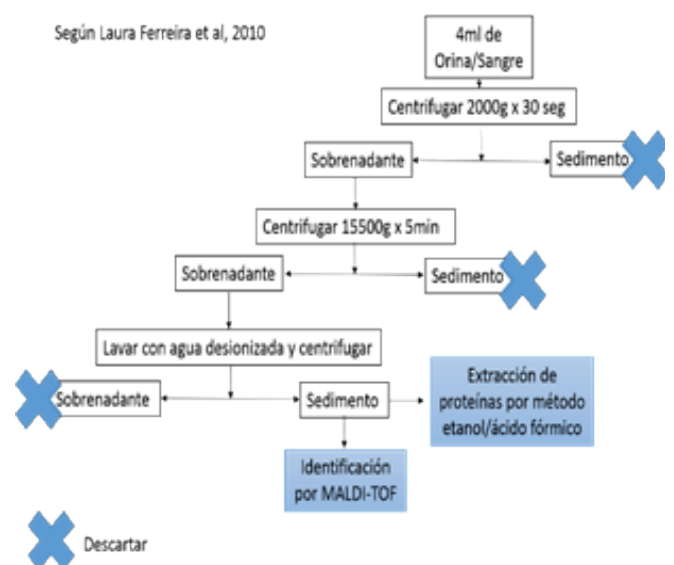 Según Laura Ferreira et al, 2010
4ml de
Orina/Sangre
Centrifugar 2000g x 30 seg
Sobrenadante
Sedimento
Centrifugar 15500g x 5min
Sobrenadante
Sedimento
Lavar con agua desionizada y centrifugar
Sobrenadante
Sedimento
Extracción de
proteínas por método
etanol/ácido fórmico
Identificación
por MALDI-TOF
Descartar